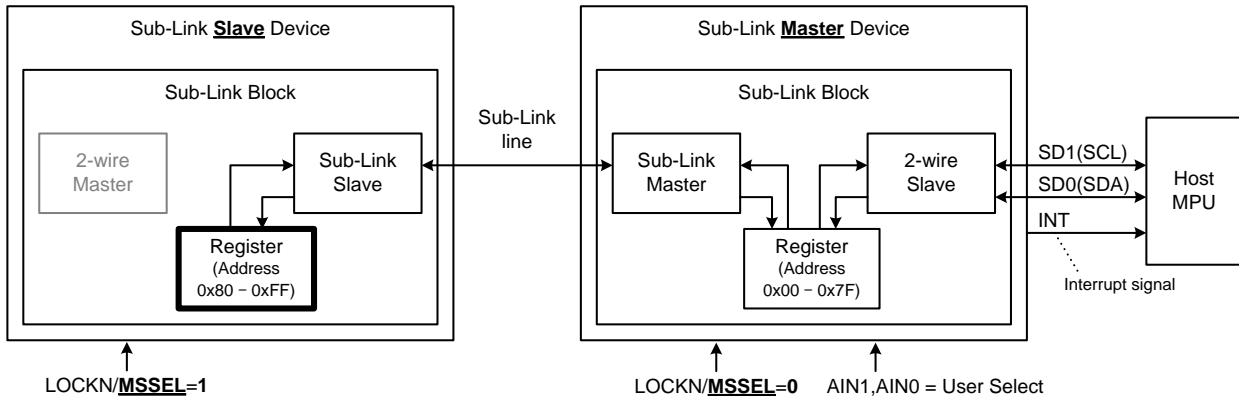 Sub-Link Slave Device
Sub-Link Block
2-wire
Master
Sub-Link
Slave
Register
(Address
0x80 − 0xFF)
LOCKN/MSSEL=1
Sub-Link
line
Sub-Link Master Device
Sub-Link Block
Sub-Link
Master
2-wire
Slave
Register
(Address
0x00 − 0x7F)
LOCKN/MSSEL=0
AIN1,AIN0 = User Select
SD1(SCL)
SD0(SDA)
INT
Interrupt signal
Host
MPU